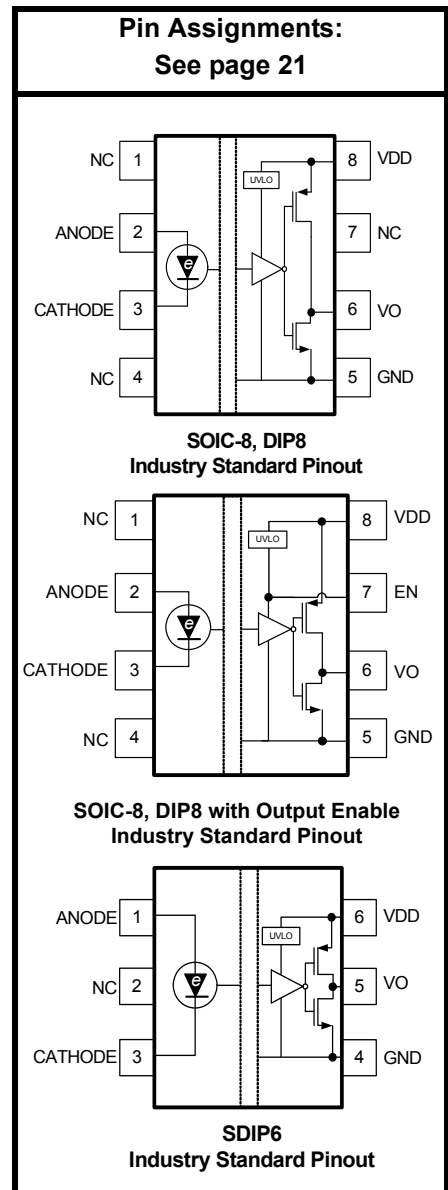 Pin Assignments:
See page 21
NC 1
8 VDD
UVLO
ANODE 2
7 NC
e
CATHODE 3
6 VO
NC 4
5 GND
SOIC-8, DIP8
Industry Standard Pinout
NC 1
8 VDD
UVLO
ANODE 2
7 EN
e
CATHODE 3
6 VO
NC 4
5 GND
SOIC-8, DIP8 with Output Enable
Industry Standard Pinout
ANODE 1
6 VDD
UVLO
NC 2
e
5 VO
CATHODE 3
4 GND
SDIP6
Industry Standard Pinout